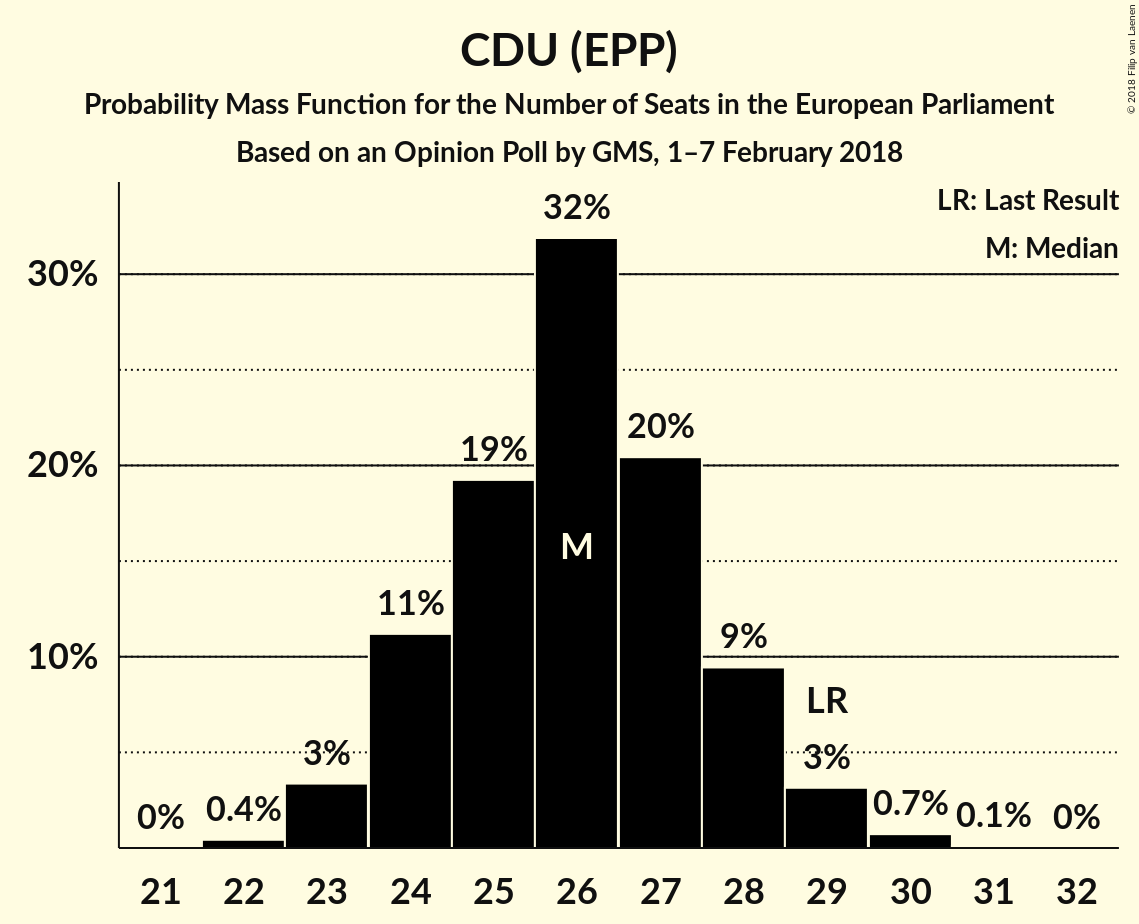 CDU (EPP)
Probability Mass Function for the Number of Seats in the European Parliament
Based on an Opinion Poll by GMS, 1–7 February 2018
© 2018 Filip van Laenen
LR: Last Result
M: Median
32%
30%
20%
19%
20%
M
11%
10%
9%
LR
3%
3%
0%
0.4%
0.7%
0.1%
0%
21 22 23 24 25 26 27 28 29 30 31 32